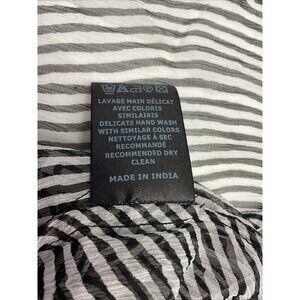 LAVAGE MAIN DÉLICAT
AVEC COLORIS
SIMILAIRIS
DELICATE HAND WASH
WITH SIMILAR COLORS
NETTOYAGE À SEC
RECOMMANDÉ
RECOMMENDED DRY
CLEAN
MADE IN INDIA